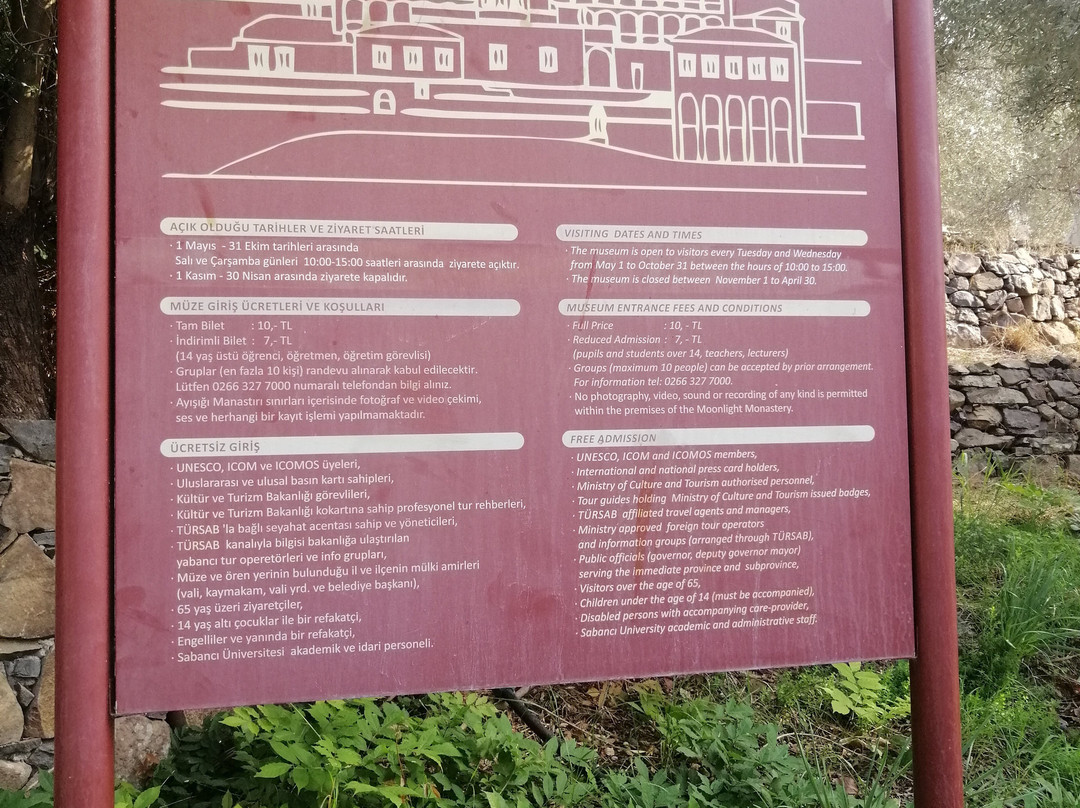 AÇIK OLDUĞU TARİHLER VE ZİYARET SAATLERİ
· 1 Mayıs - 31 Ekim tarihleri arasında
Salı ve Çarşamba günleri 10:00-15:00 saatleri arasında ziyarete açıktır.
· 1 Kasım - 30 Nisan arasında ziyarete kapalıdır.
MÜZE GİRİŞ ÜCRETLERİ VE KOŞULLARI
· Tam Bilet : 10,- TL
· İndirimli Bilet : 7,- TL
(14 yaş üstü öğrenci, öğretmen, öğretim görevlisi)
· Gruplar (en fazla 10 kişi) randevu alınarak kabul edilecektir.
Lütfen 0266 327 7000 numaralı telefondan bilgi alınız.
· Ayışığı Manastırı sınırları içerisinde fotoğraf ve video çekimi,
ses ve herhangi bir kayıt işlemi yapılmamaktadır.
ÜCRETSİZ GİRİŞ
· UNESCO, ICOM ve ICOMOS üyeleri,
· Uluslararası ve ulusal basın kartı sahipleri,
· Kültür ve Turizm Bakanlığı görevlileri,
· Kültür ve Turizm Bakanlığı kokartına sahip profesyonel tur rehberleri,
· TÜRSAB 'la bağlı seyahat acentası sahip ve yöneticileri,
· TÜRSAB kanalıyla bilgisi bakanlığa ulaştırılan
yabancı tur operetörleri ve info grupları,
· Müze ve ören yerinin bulunduğu il ve ilçenin mülki amirleri
(vali, kaymakam, vali yrd. ve belediye başkanı),
· 65 yaş üzeri ziyaretçiler,
· 14 yaş altı çocuklar ile bir refakatçi,
· Engelliler ve yanında bir refakatçi,
· Sabancı Üniversitesi akademik ve idari personeli.
VISITING DATES AND TIMES
· The museum is open to visitors every Tuesday and Wednesday
from May 1 to October 31 between the hours of 10:00 to 15:00.
· The museum is closed between November 1 to April 30.
MUSEUM ENTRANCE FEES AND CONDITIONS
· Full Price : 10, - TL
· Reduced Admission : 7, - TL
(pupils and students over 14, teachers, lecturers)
· Groups (maximum 10 people) can be accepted by prior arrangement.
For information tel: 0266 327 7000.
· No photography, video, sound or recording of any kind is permitted
within the premises of the Moonlight Monastery.
FREE ADMISSION
· UNESCO, ICOM and ICOMOS members,
· International and national press card holders,
· Ministry of Culture and Tourism authorised personnel,
· Tour guides holding Ministry of Culture and Tourism issued badges,
· TÜRSAB affiliated travel agents and managers,
· Ministry approved foreign tour operators
and information groups (arranged through TÜRSAB),
· Public officials (governor, deputy governor mayor)
serving the immediate province and subprovince,
· Visitors over the age of 65,
· Children under the age of 14 (must be accompanied),
· Disabled persons with accompanying care-provider,
· Sabancı University academic and administrative staff.